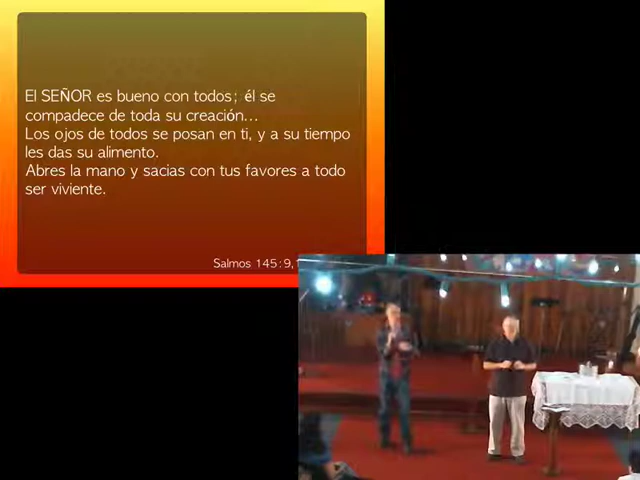 El SEÑOR es bueno con todos; él se
compadece de toda su creación...
Los ojos de todos se posan en ti, y a su tiempo
les das su alimento.
Abres la mano y sacias con tus favores a todo
ser viviente.
Salmos 145:9,